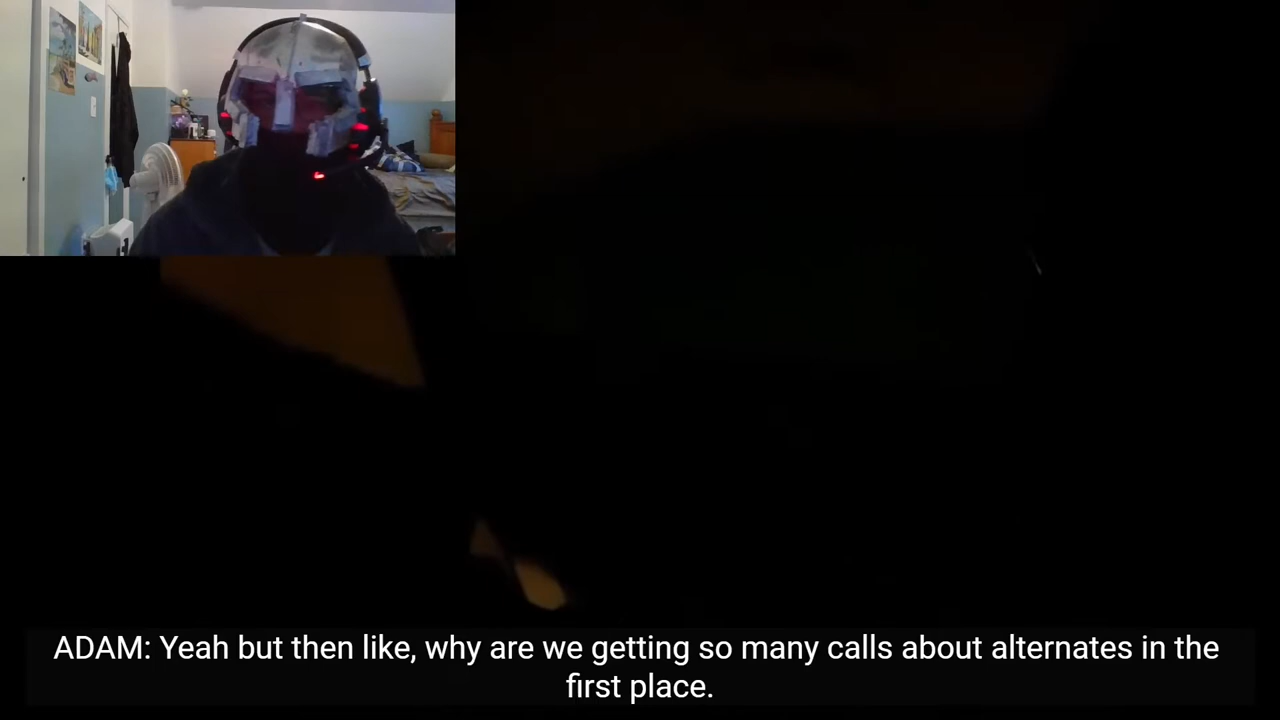 ADAM: Yeah but then like, why are we getting so many calls about alternates in the
first place.